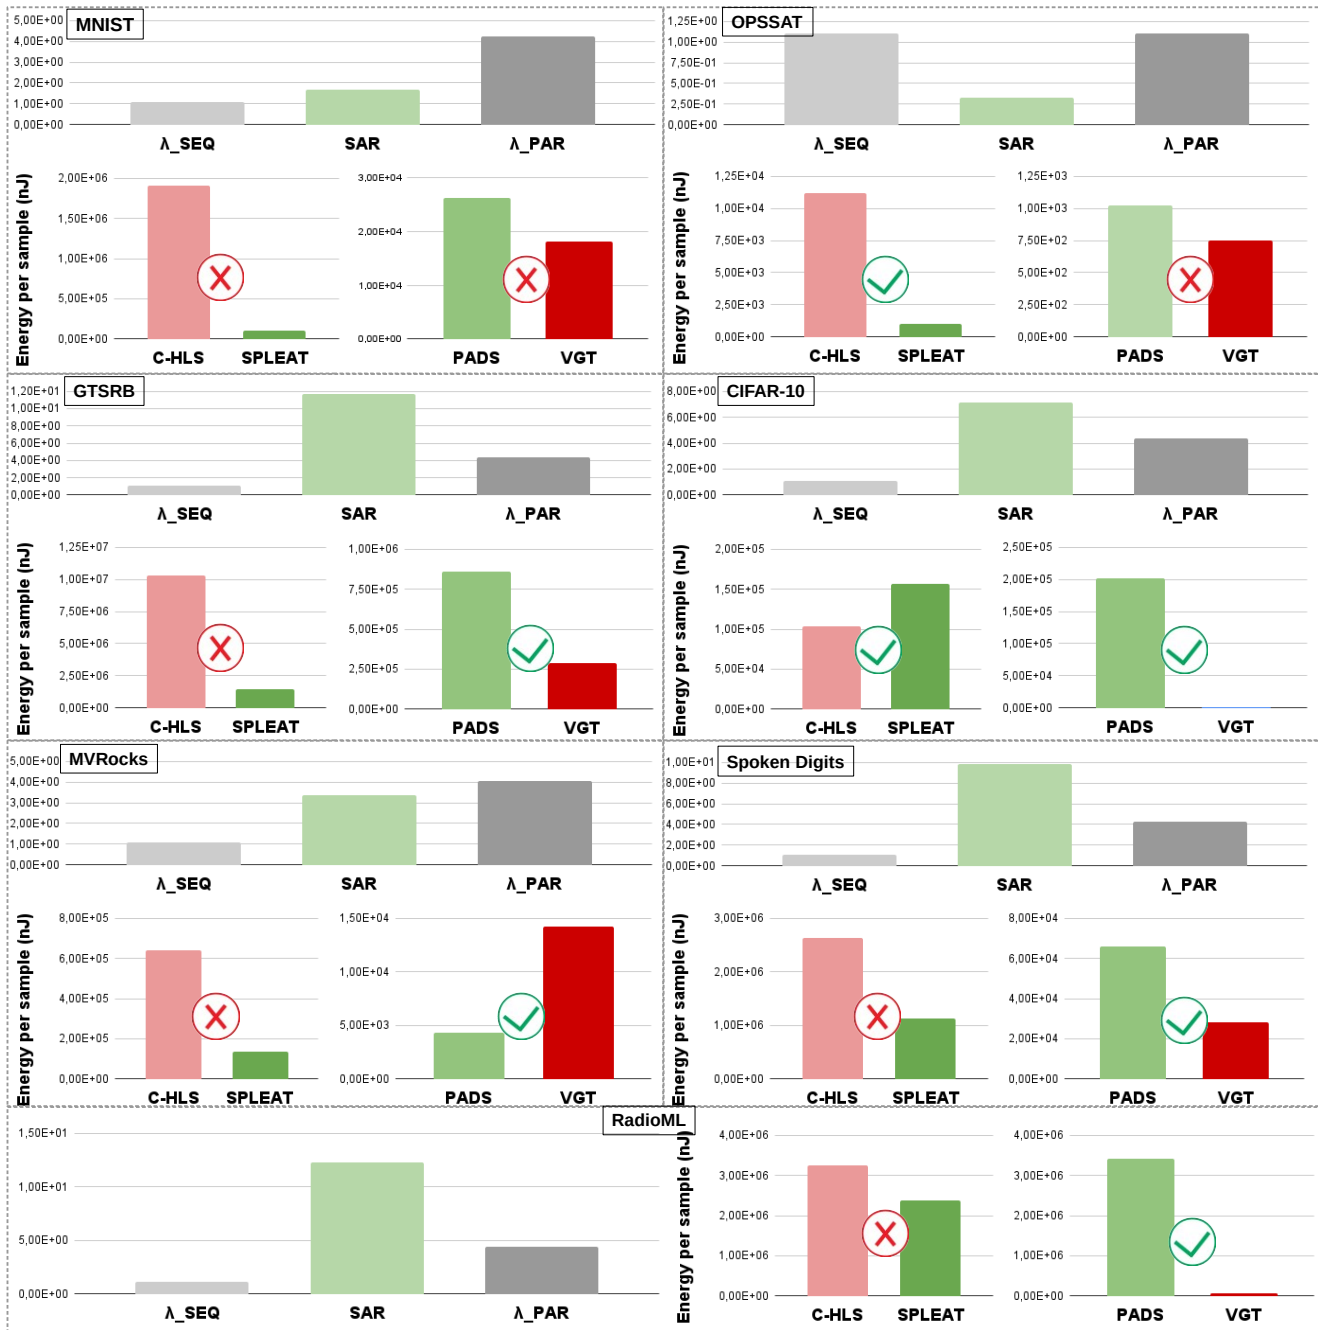 MNIST
5,00E+00
4,00E+00
3,00E+00
2,00E+00
1,00E+00
0,00E+00
λ_SEQ SAR λ_PAR
Energy per sample (nJ)
2,00E+06
1,50E+06
1,00E+06
5,00E+05
0,00E+00
C-HLS SPLEAT
3,00E+04
2,00E+04
1,00E+04
0,00E+00
PADS VGT
OPSSAT
1,25E+00
1,00E+00
7,50E-01
5,00E-01
2,50E-01
0,00E+00
λ_SEQ SAR λ_PAR
Energy per sample (nJ)
1,25E+04
1,00E+04
7,50E+03
5,00E+03
2,50E+03
0,00E+00
C-HLS SPLEAT
1,25E+03
1,00E+03
7,50E+02
5,00E+02
2,50E+02
0,00E+00
PADS VGT
GTSRB
1,20E+01
1,00E+01
8,00E+00
6,00E+00
4,00E+00
2,00E+00
0,00E+00
λ_SEQ SAR λ_PAR
Energy per sample (nJ)
1,25E+07
1,00E+07
7,50E+06
5,00E+06
2,50E+06
0,00E+00
C-HLS SPLEAT
1,00E+06
7,50E+05
5,00E+05
2,50E+05
0,00E+00
PADS VGT
CIFAR-10
8,00E+00
6,00E+00
4,00E+00
2,00E+00
0,00E+00
λ_SEQ SAR λ_PAR
Energy per sample (nJ)
2,00E+05
1,50E+05
1,00E+05
5,00E+04
0,00E+00
C-HLS SPLEAT
2,50E+05
2,00E+05
1,50E+05
1,00E+05
5,00E+04
0,00E+00
PADS VGT
MVRocks
5,00E+00
4,00E+00
3,00E+00
2,00E+00
1,00E+00
0,00E+00
λ_SEQ SAR λ_PAR
Energy per sample (nJ)
8,00E+05
6,00E+05
4,00E+05
2,00E+05
0,00E+00
C-HLS SPLEAT
1,50E+04
1,00E+04
5,00E+03
0,00E+00
PADS VGT
Spoken Digits
1,00E+01
8,00E+00
6,00E+00
4,00E+00
2,00E+00
0,00E+00
λ_SEQ SAR λ_PAR
Energy per sample (nJ)
3,00E+06
2,00E+06
1,00E+06
0,00E+00
C-HLS SPLEAT
8,00E+04
6,00E+04
4,00E+04
2,00E+04
0,00E+00
PADS VGT
RadioML
1,50E+01
1,00E+01
5,00E+00
0,00E+00
λ_SEQ SAR λ_PAR
Energy per sample (nJ)
4,00E+06
3,00E+06
2,00E+06
1,00E+06
0,00E+00
C-HLS SPLEAT
4,00E+06
3,00E+06
2,00E+06
1,00E+06
0,00E+00
PADS VGT